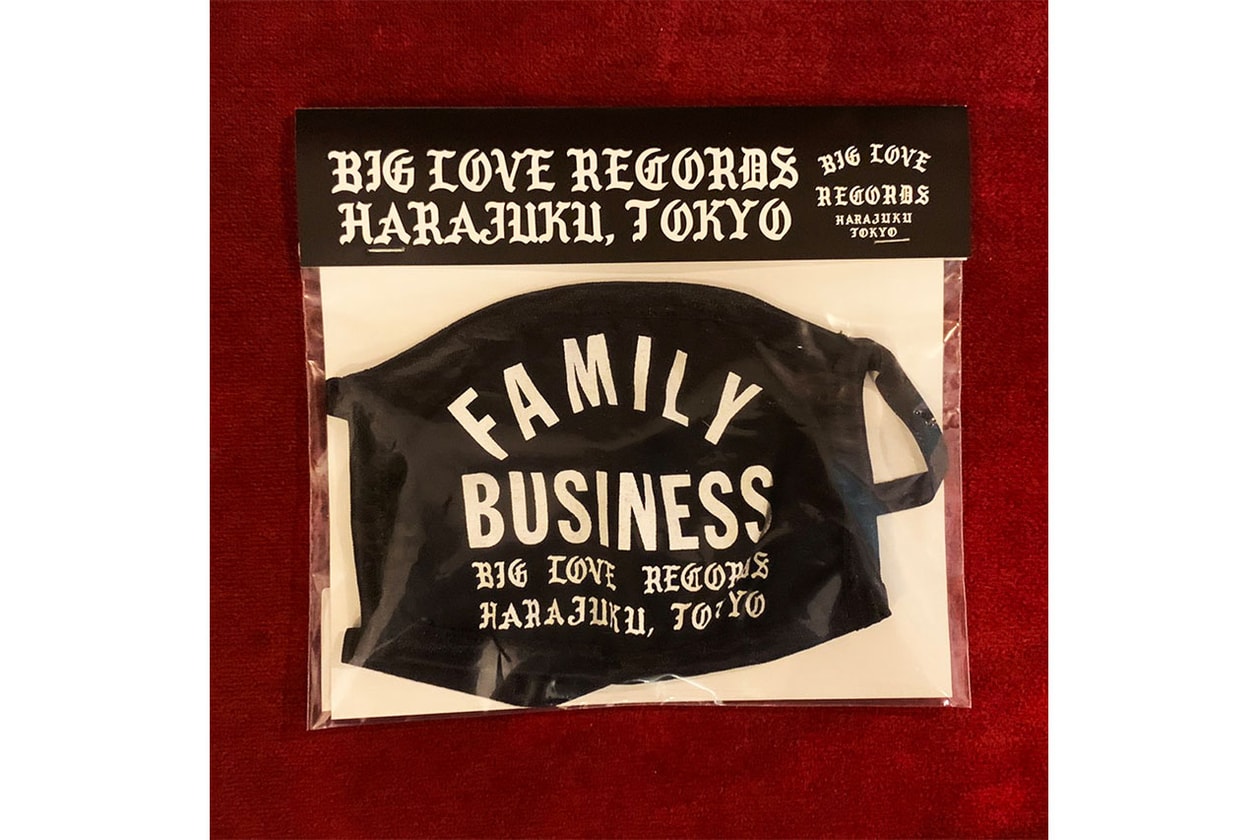 BIG LOVE RECORDS
HARAJUKU, TOKYO
BIG LOVE
RECORDS
HARAJUKU
TOKYO
FAMILY
BUSINESS
BIG LOVE RECORDS
HARAJUKU, TOKYO